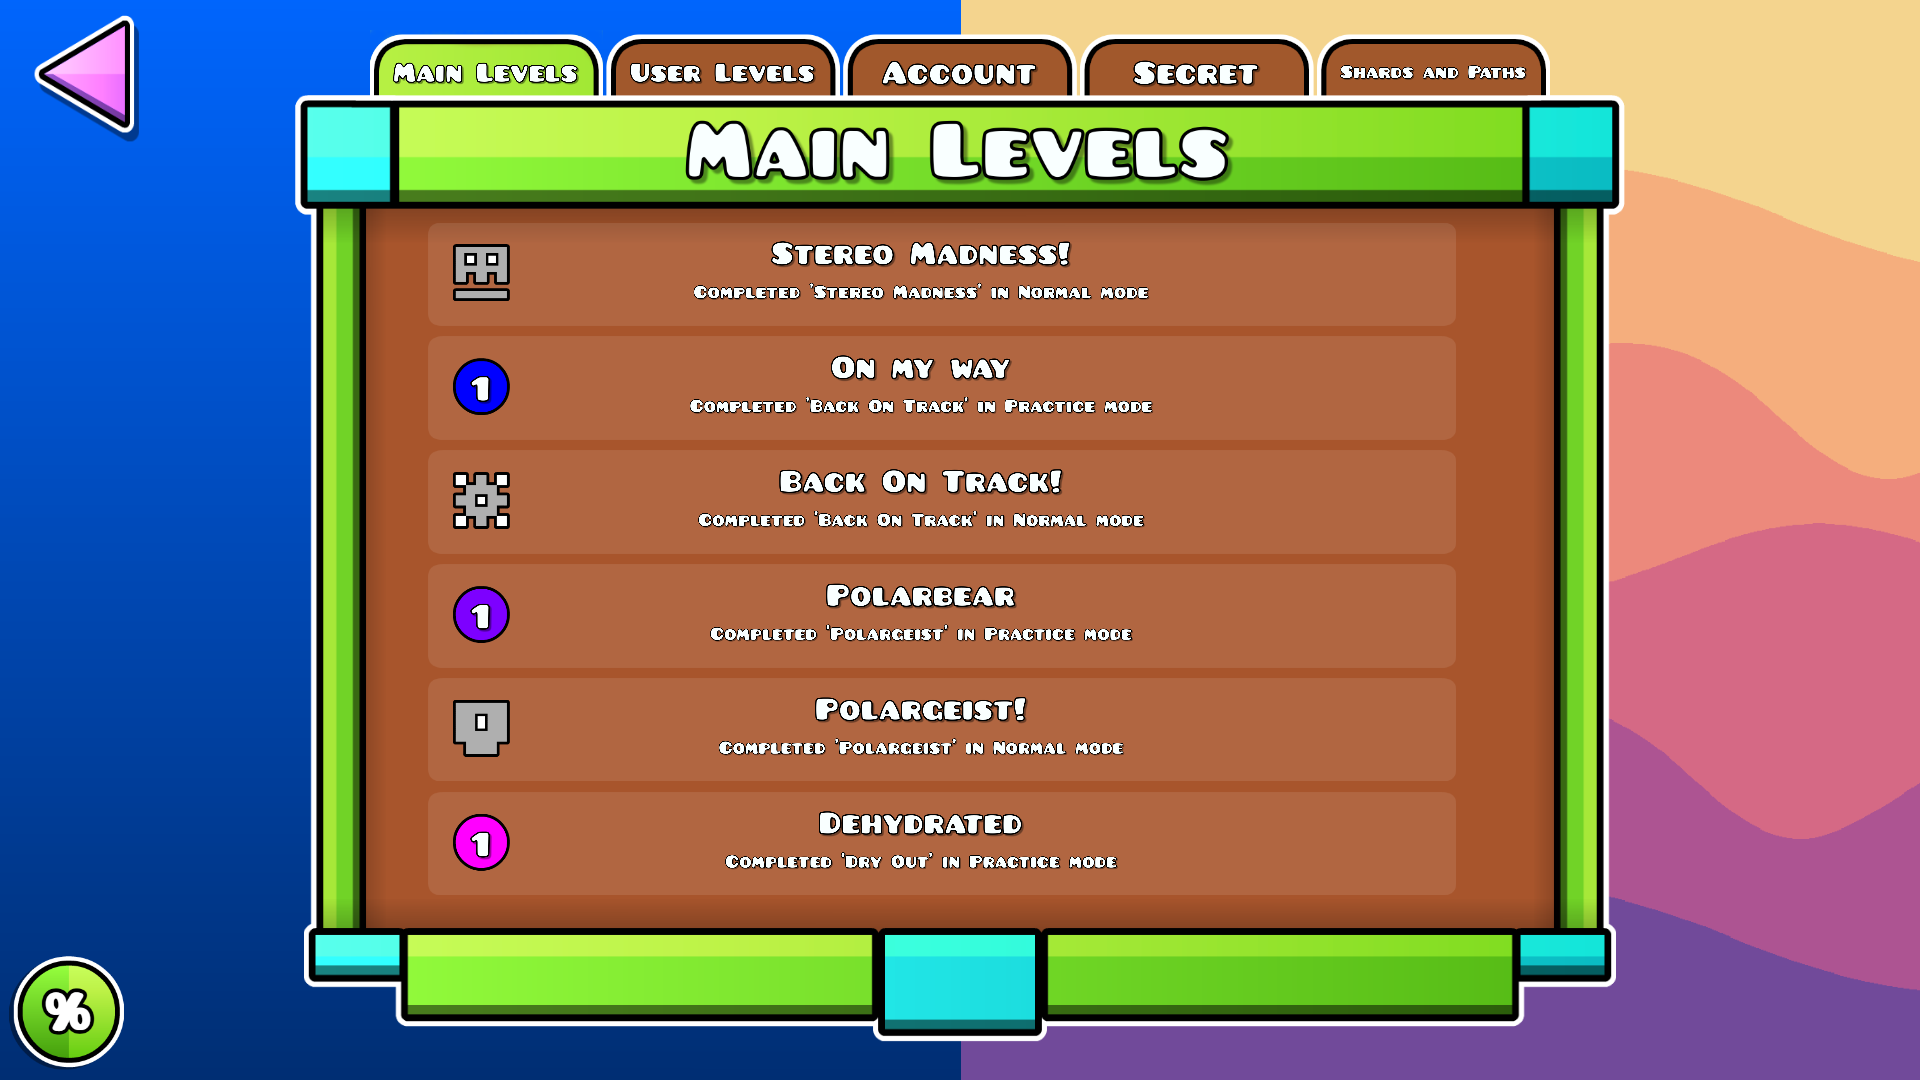 Main Levels
User Levels
Account
Secret
Shards and Paths
Main Levels
Stereo Madness!
Completed 'Stereo Madness' in Normal mode
1
On my way
Completed 'Back On Track' in Practice mode
Back On Track!
Completed 'Back On Track' in Normal mode
1
Polarbear
Completed 'Polargeist' in Practice mode
Polargeist!
Completed 'Polargeist' in Normal mode
1
Dehydrated
Completed 'Dry Out' in Practice mode
%